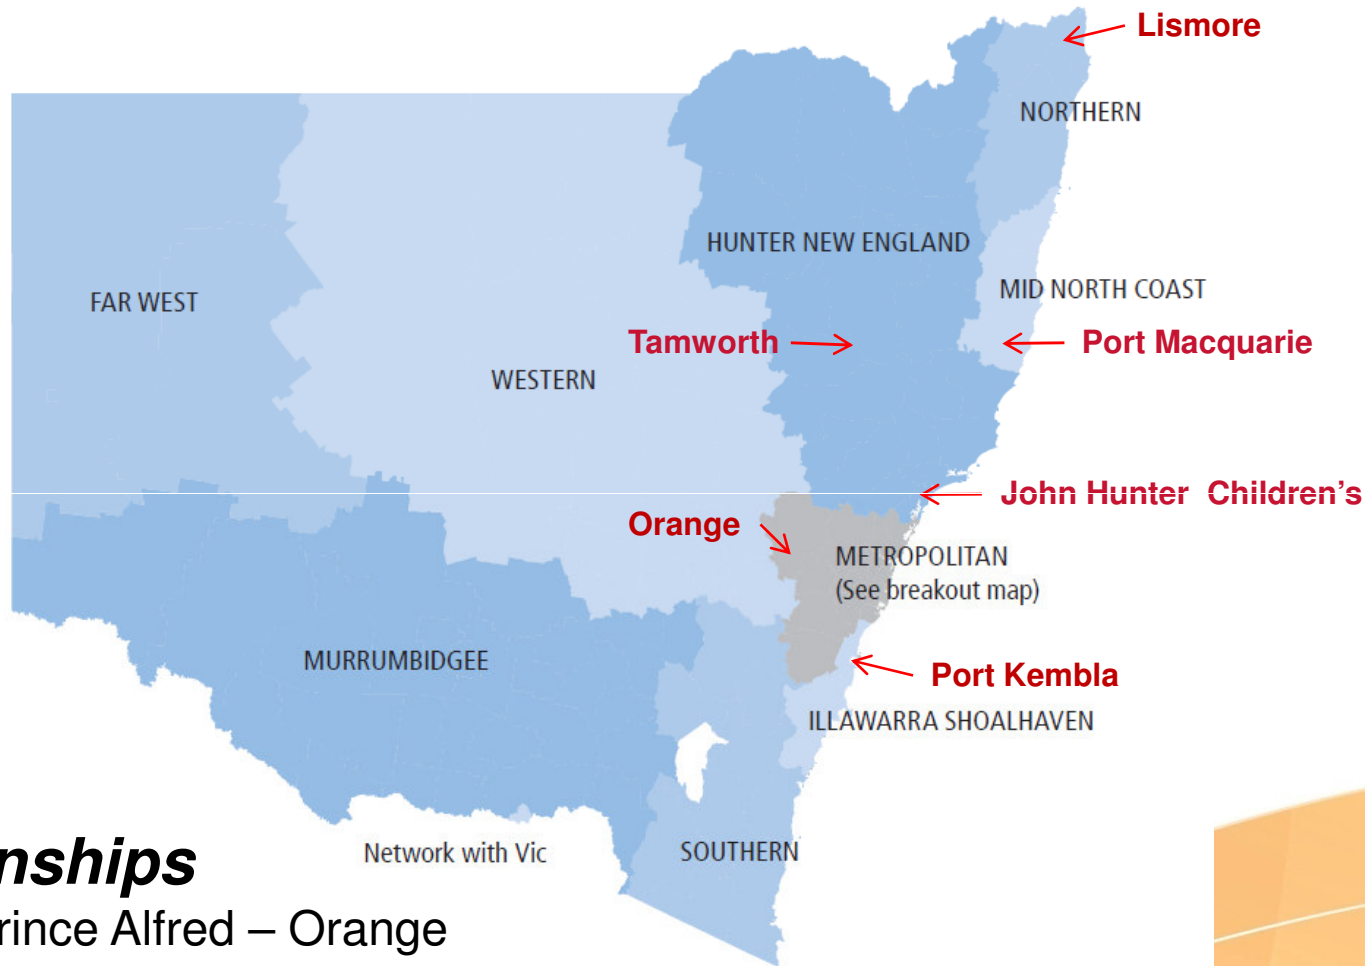 Lismore
NORTHERN
HUNTER NEW ENGLAND
MID NORTH COAST
FAR WEST
Tamworth
Port Macquarie
WESTERN
John Hunter Children's
Orange
METROPOLITAN
(See breakout map)
MURRUMBIDGEE
Port Kembla
ILLAWARRA SHOALHAVEN
Network with Vic
SOUTHERN
nships
rince Alfred – Orange